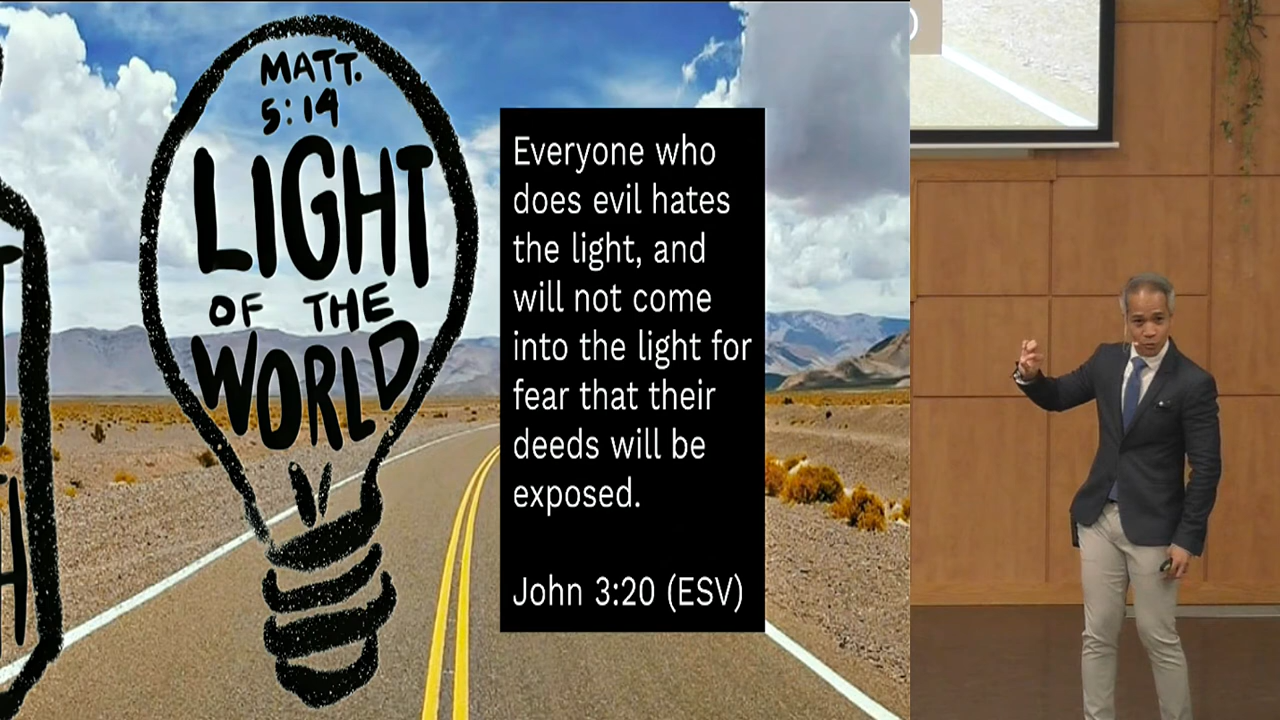 MATT.
5:14
LIGHT
OF THE
WORLD
Everyone who
does evil hates
the light, and
will not come
into the light for
fear that their
deeds will be
exposed.
John 3:20 (ESV)